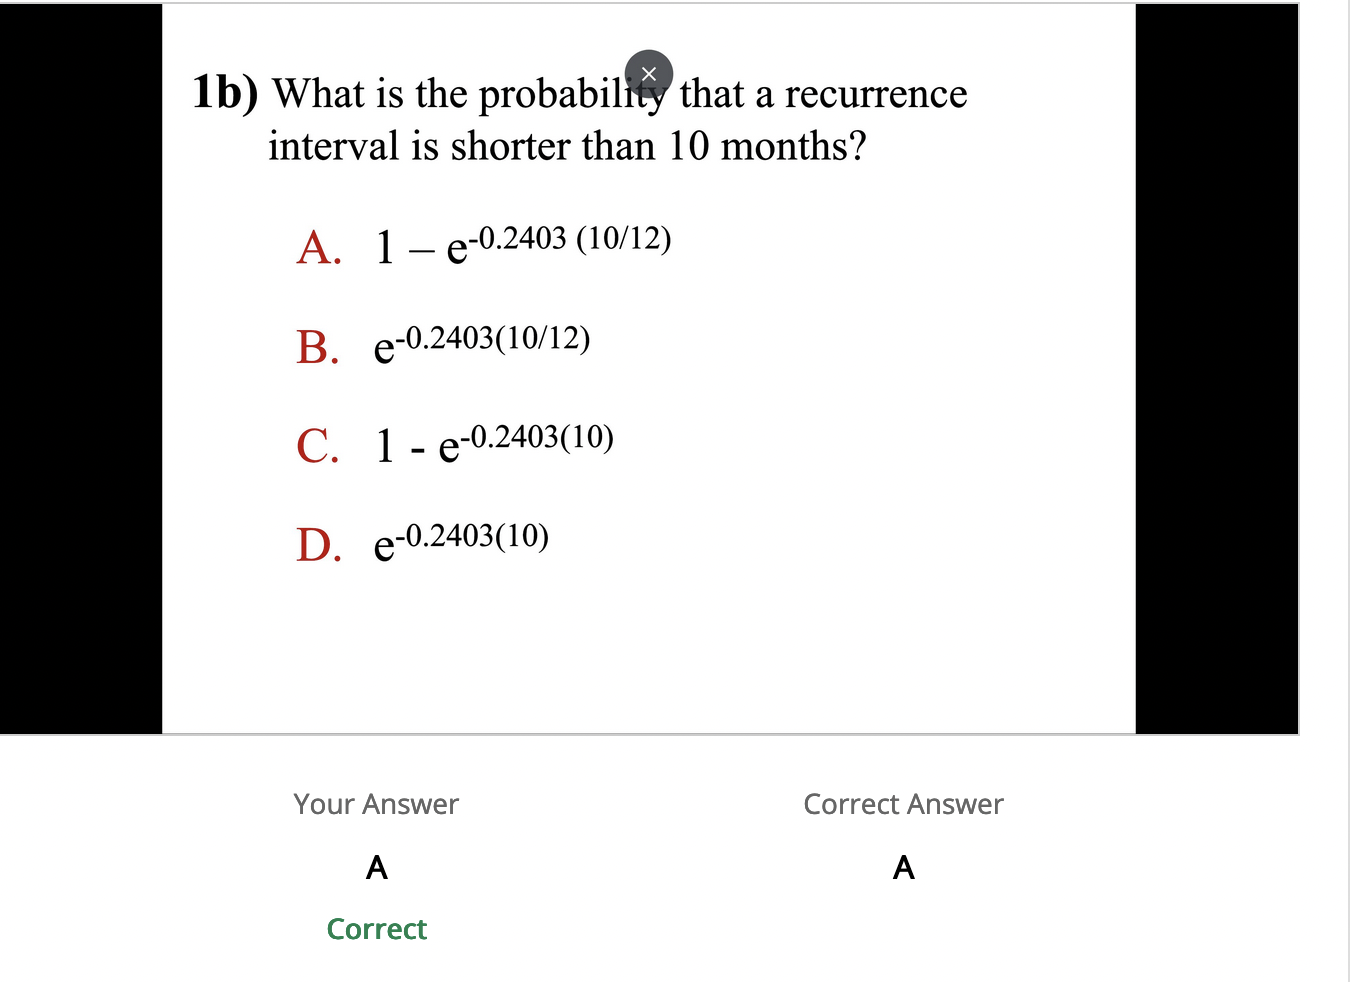 1b) What is the probability that a recurrence
interval is shorter than 10 months?
A. 1 – e-0.2403 (10/12)
B. e-0.2403(10/12)
C. 1 - e-0.2403(10)
D. e-0.2403(10)
Your Answer
Correct Answer
A
A
Correct